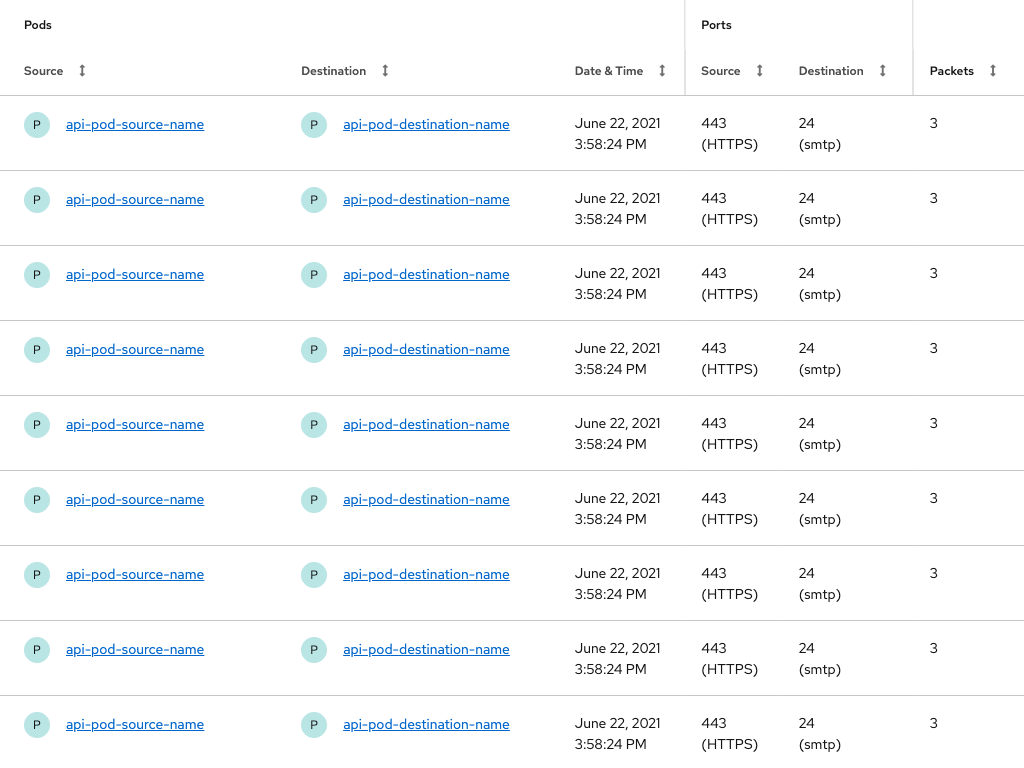 Pods Ports
Source Destination Date & Time Source Destination Packets
P api-pod-source-name P api-pod-destination-name June 22, 2021 443 24 3
3:58:24 PM (HTTPS) (smtp)
P api-pod-source-name P api-pod-destination-name June 22, 2021 443 24 3
3:58:24 PM (HTTPS) (smtp)
P api-pod-source-name P api-pod-destination-name June 22, 2021 443 24 3
3:58:24 PM (HTTPS) (smtp)
P api-pod-source-name P api-pod-destination-name June 22, 2021 443 24 3
3:58:24 PM (HTTPS) (smtp)
P api-pod-source-name P api-pod-destination-name June 22, 2021 443 24 3
3:58:24 PM (HTTPS) (smtp)
P api-pod-source-name P api-pod-destination-name June 22, 2021 443 24 3
3:58:24 PM (HTTPS) (smtp)
P api-pod-source-name P api-pod-destination-name June 22, 2021 443 24 3
3:58:24 PM (HTTPS) (smtp)
P api-pod-source-name P api-pod-destination-name June 22, 2021 443 24 3
3:58:24 PM (HTTPS) (smtp)
P api-pod-source-name P api-pod-destination-name June 22, 2021 443 24 3
3:58:24 PM (HTTPS) (smtp)